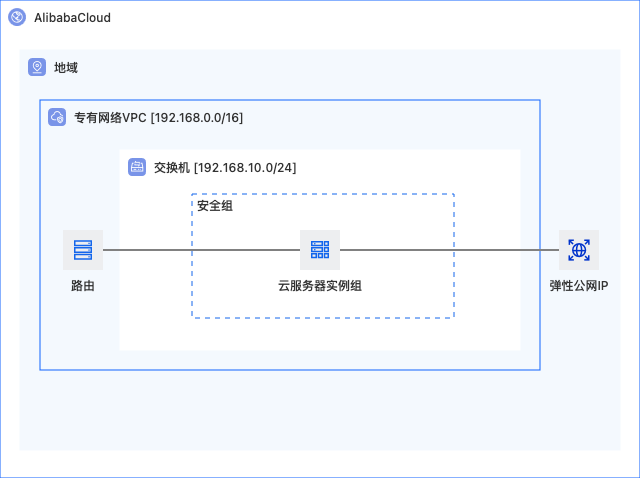 AlibabaCloud
地域
专有网络VPC [192.168.0.0/16]
交换机 [192.168.10.0/24]
安全组
路由
云服务器实例组
弹性公网IP